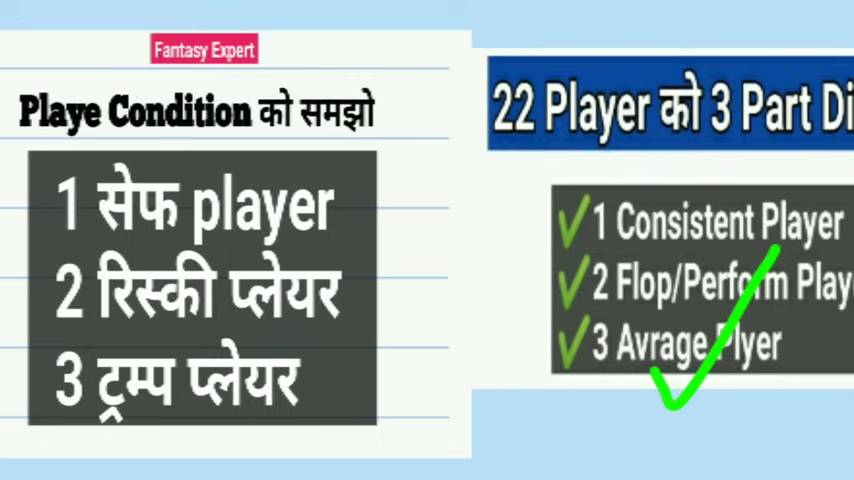 Fantasy Expert
Playe Condition को समझो
1 सेफ player
2 रिस्की प्लेयर
3 ट्रम्प प्लेयर
22 Player को 3 Part Di
1 Consistent Player
2 Flop/Perform Play
3 Avrage Plyer